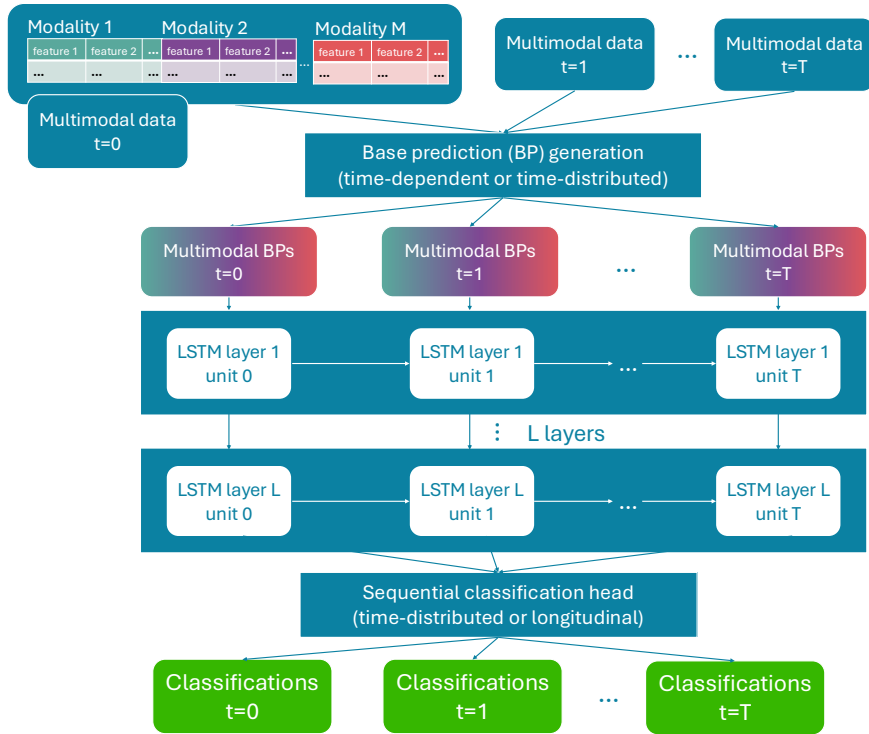 Modality 1 Modality 2 Modality M
feature 1 feature 2 ... feature 1 feature 2 ... feature 1 feature 2 ...
... ... ... ... ... ... ... ... ... ...
Multimodal data
t=0
Multimodal data
t=1
...
Multimodal data
t=T
Base prediction (BP) generation
(time-dependent or time-distributed)
Multimodal BPs
t=0
Multimodal BPs
t=1
...
Multimodal BPs
t=T
LSTM layer 1
unit 0
LSTM layer 1
unit 1
...
LSTM layer 1
unit T
⋮ L layers
LSTM layer L
unit 0
LSTM layer L
unit 1
...
LSTM layer L
unit T
Sequential classification head
(time-distributed or longitudinal)
Classifications
t=0
Classifications
t=1
...
Classifications
t=T